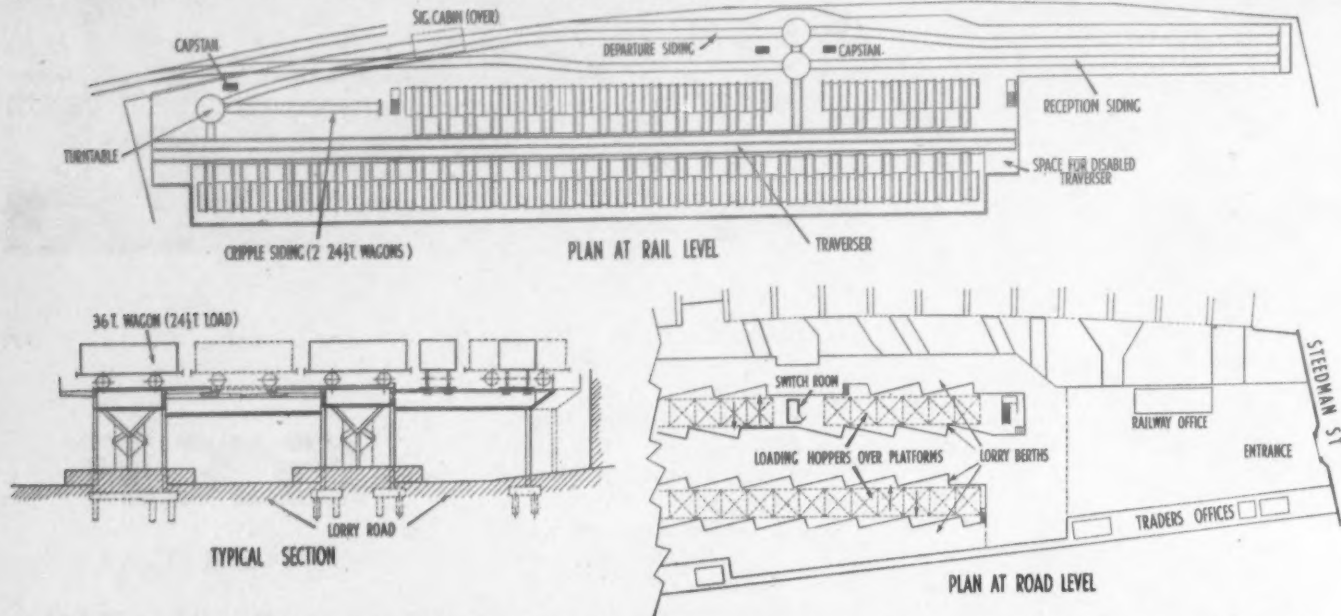 SIG. CABIN (OVER)
CAPSTAN
DEPARTURE SIDING
CAPSTAN
RECEPTION SIDING
TURNTABLE
SPACE FOR DISABLED
TRAVERSER
CRIPPLE SIDING (2 24½T. WAGONS)
PLAN AT RAIL LEVEL
TRAVERSER
36T. WAGON (24½T. LOAD)
LORRY ROAD
TYPICAL SECTION
STEEDMAN ST
SWITCH ROOM
RAILWAY OFFICE
LOADING HOPPERS OVER PLATFORMS
LORRY BERTHS
ENTRANCE
TRADERS OFFICES
PLAN AT ROAD LEVEL